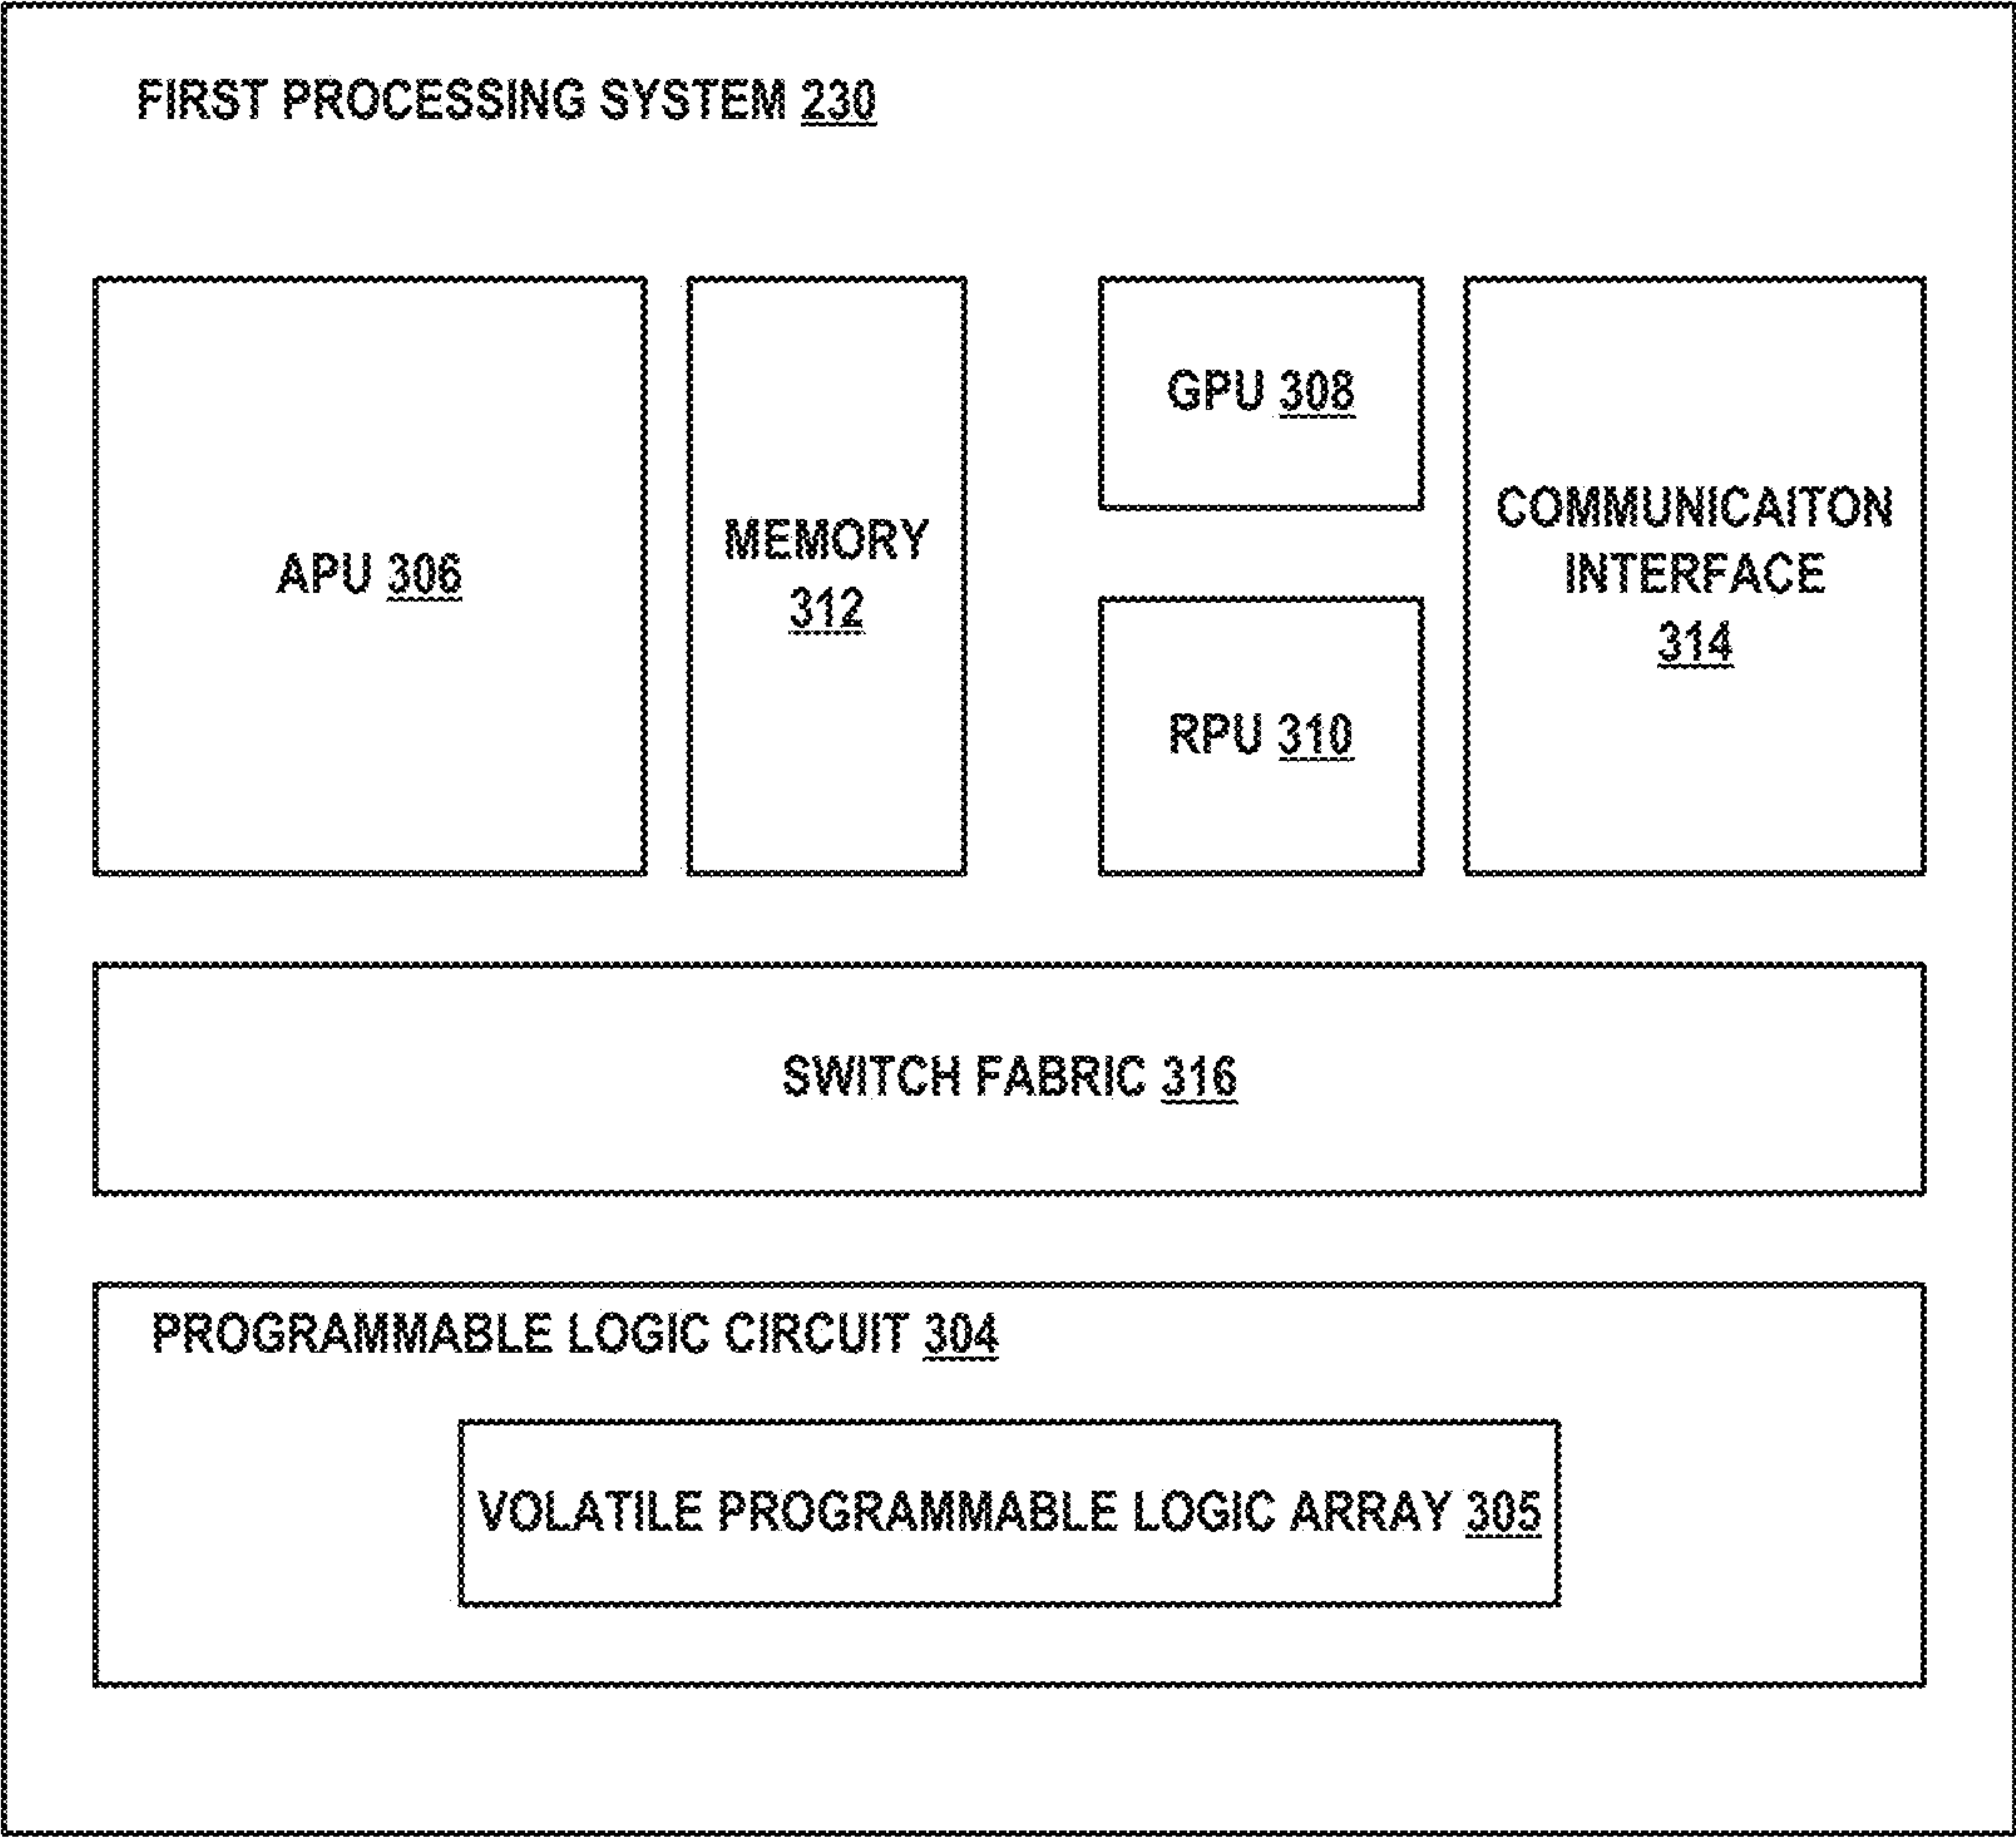 FIRST PROCESSING SYSTEM 230
APU 306
MEMORY
312
GPU 308
RPU 310
COMMUNICAITON
INTERFACE
314
SWITCH FABRIC 316
PROGRAMMABLE LOGIC CIRCUIT 304
VOLATILE PROGRAMMABLE LOGIC ARRAY 305